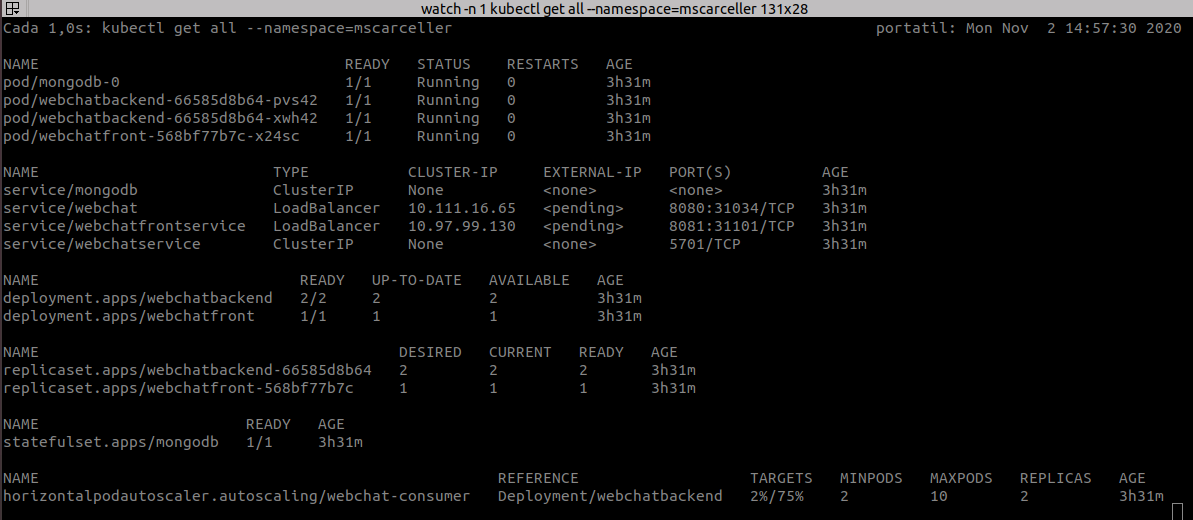 watch -n 1 kubectl get all --namespace=mscarceller 131x28
Cada 1,0s: kubectl get all --namespace=mscarceller portatil: Mon Nov  2 14:57:30 2020
NAME READY STATUS RESTARTS AGE
pod/mongodb-0 1/1 Running 0 3h31m
pod/webchatbackend-66585d8b64-pvs42 1/1 Running 0 3h31m
pod/webchatbackend-66585d8b64-xwh42 1/1 Running 0 3h31m
pod/webchatfront-568bf77b7c-x24sc 1/1 Running 0 3h31m
NAME TYPE CLUSTER-IP EXTERNAL-IP PORT(S) AGE
service/mongodb ClusterIP None <none> <none> 3h31m
service/webchat LoadBalancer 10.111.16.65 <pending> 8080:31034/TCP 3h31m
service/webchatfrontservice LoadBalancer 10.97.99.130 <pending> 8081:31101/TCP 3h31m
service/webchatservice ClusterIP None <none> 5701/TCP 3h31m
NAME READY UP-TO-DATE AVAILABLE AGE
deployment.apps/webchatbackend 2/2 2 2 3h31m
deployment.apps/webchatfront 1/1 1 1 3h31m
NAME DESIRED CURRENT READY AGE
replicaset.apps/webchatbackend-66585d8b64 2 2 2 3h31m
replicaset.apps/webchatfront-568bf77b7c 1 1 1 3h31m
NAME READY AGE
statefulset.apps/mongodb 1/1 3h31m
NAME REFERENCE TARGETS MINPODS MAXPODS REPLICAS AGE
horizontalpodautoscaler.autoscaling/webchat-consumer Deployment/webchatbackend 2%/75% 2 10 2 3h31m